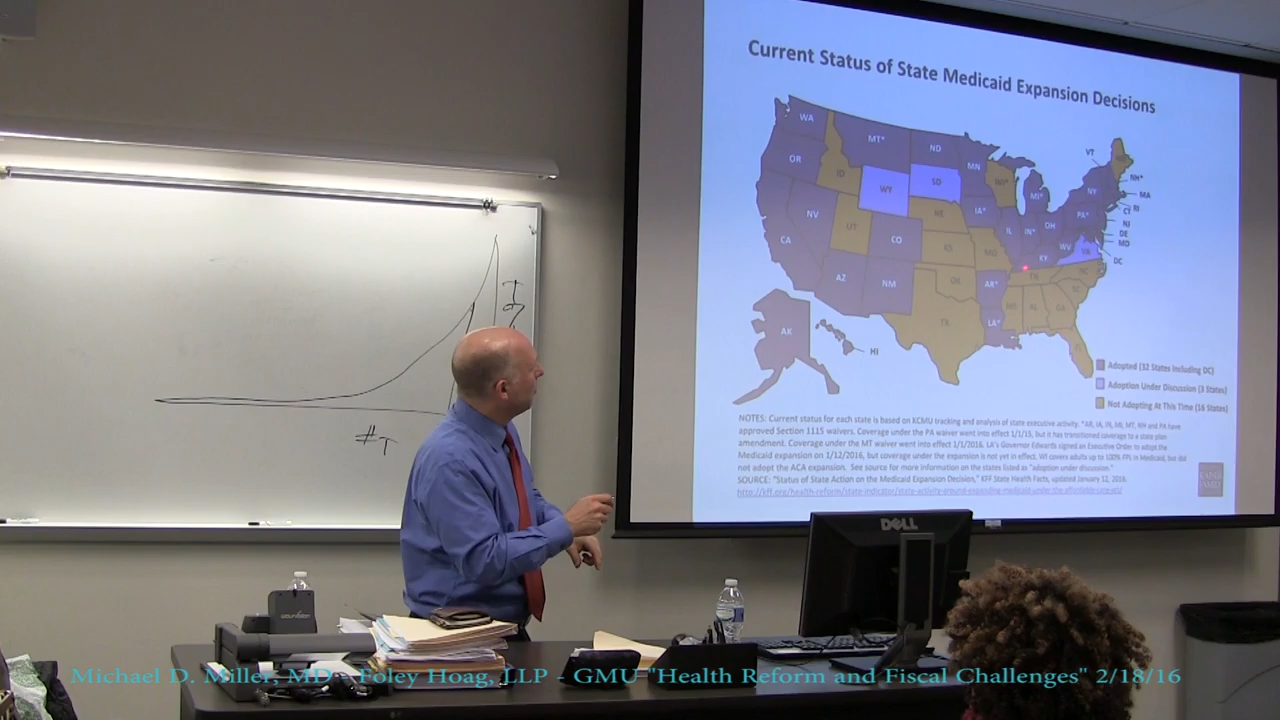 Current Status of State Medicaid Expansion Decisions
WA
MT*
ND
MN
VT
NH*
OR
ID
SD
WI*
MI*
NY
MA
WY
RI
CT
NV
UT
NE
IA*
PA*
NJ
CA
CO
KS
MO
IL
IN*
OH
WV
VA
DE
MD
DC
KY
AZ
NM
OK
AR*
TN
NC
SC
TX
LA*
MS
AL
GA
AK
HI
Adopted (32 States including DC)
Adoption Under Discussion (3 States)
Not Adopting At This Time (16 States)
NOTES: Current status for each state is based on KCMU tracking and analysis of state executive activity. *AR, IA, IN, MI, MT, NH and PA have
approved Section 1115 waivers. Coverage under the PA waiver went into effect 1/1/15, but it has transitioned coverage to a state plan
amendment. Coverage under the MT waiver went into effect 1/1/2016. LA's Governor Edwards signed an Executive Order to adopt the
Medicaid expansion on 1/12/2016, but coverage under the expansion is not yet in effect. WI covers adults up to 100% FPL in Medicaid, but did
not adopt the ACA expansion. See source for more information on the states listed as "adoption under discussion."
SOURCE: "Status of State Action on the Medicaid Expansion Decision," KFF State Health Facts, updated January 12, 2016.
http://kff.org/health-reform/state-indicator/state-activity-around-expanding-medicaid-under-the-affordable-care-act/
DELL
Michael D. Miller, MD - Foley Hoag, LLP - GMU "Health Reform and Fiscal Challenges" 2/18/16